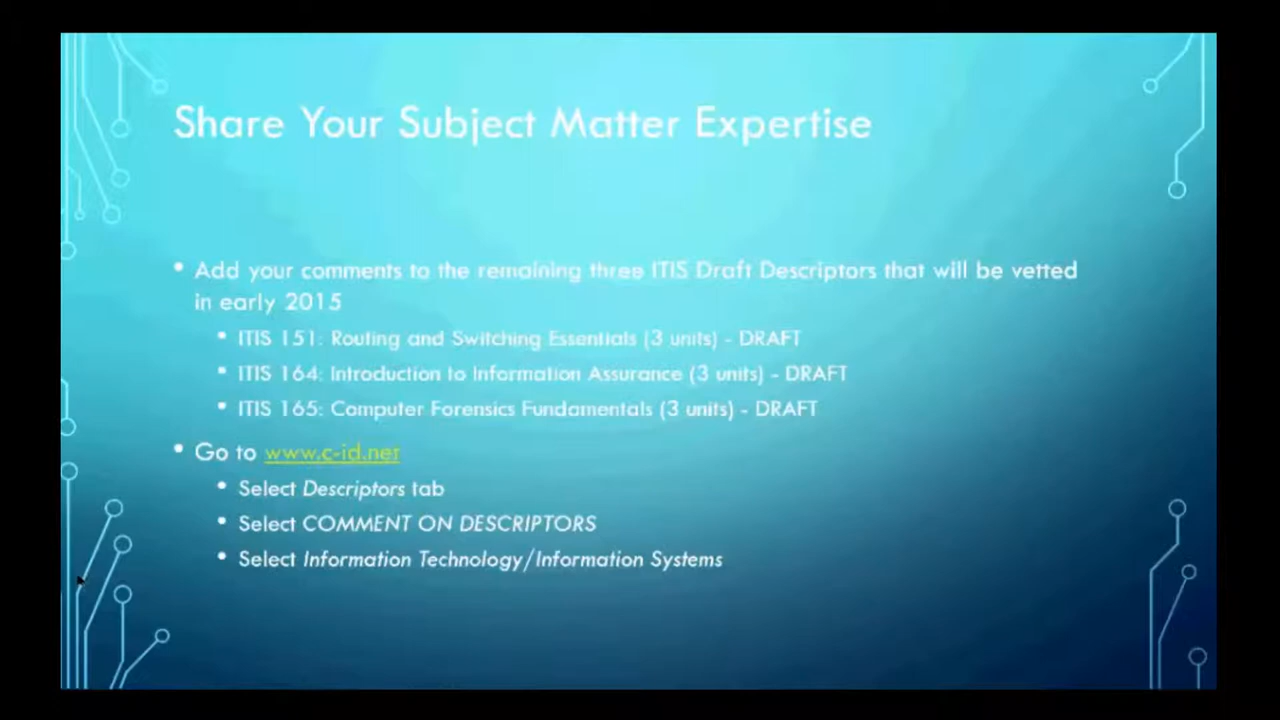 Share Your Subject Matter Expertise
• Add your comments to the remaining three ITIS Draft Descriptors that will be vetted
in early 2015
• ITIS 151: Routing and Switching Essentials (3 units) - DRAFT
• ITIS 164: Introduction to Information Assurance (3 units) - DRAFT
• ITIS 165: Computer Forensics Fundamentals (3 units) - DRAFT
• Go to www.c-id.net
• Select Descriptors tab
• Select COMMENT ON DESCRIPTORS
• Select Information Technology/Information Systems